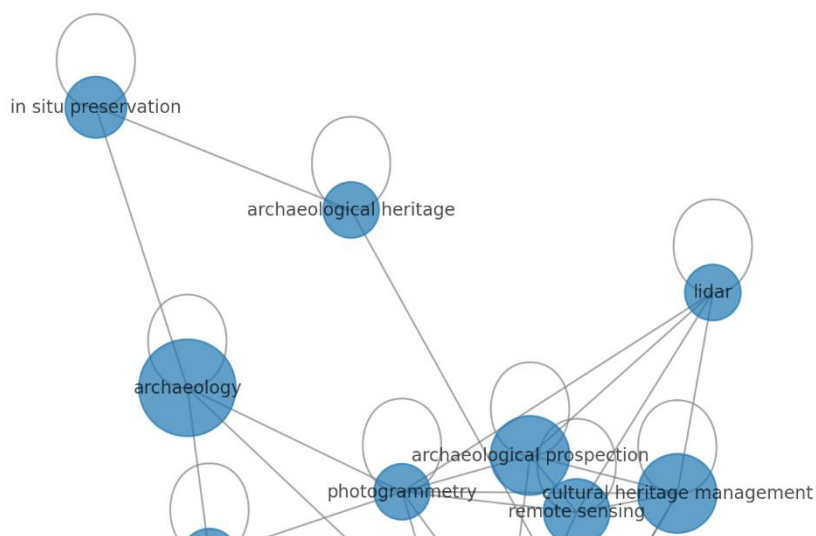 in situ preservation
archaeological heritage
lidar
archaeology
archaeological prospection
photogrammetry
cultural heritage management
remote sensing